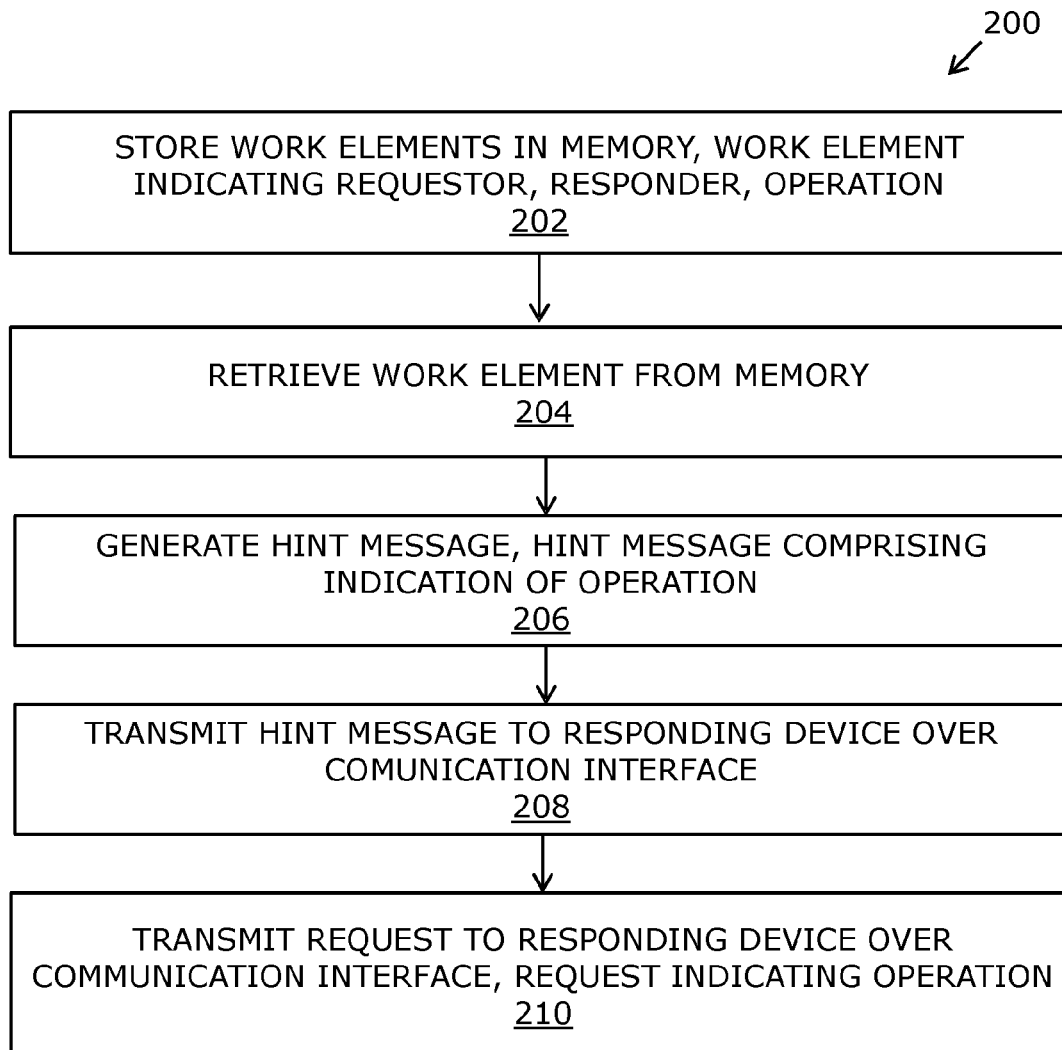 200
STORE WORK ELEMENTS IN MEMORY, WORK ELEMENT
INDICATING REQUESTOR, RESPONDER, OPERATION
202
RETRIEVE WORK ELEMENT FROM MEMORY
204
GENERATE HINT MESSAGE, HINT MESSAGE COMPRISING
INDICATION OF OPERATION
206
TRANSMIT HINT MESSAGE TO RESPONDING DEVICE OVER
COMUNICATION INTERFACE
208
TRANSMIT REQUEST TO RESPONDING DEVICE OVER
COMMUNICATION INTERFACE, REQUEST INDICATING OPERATION
210